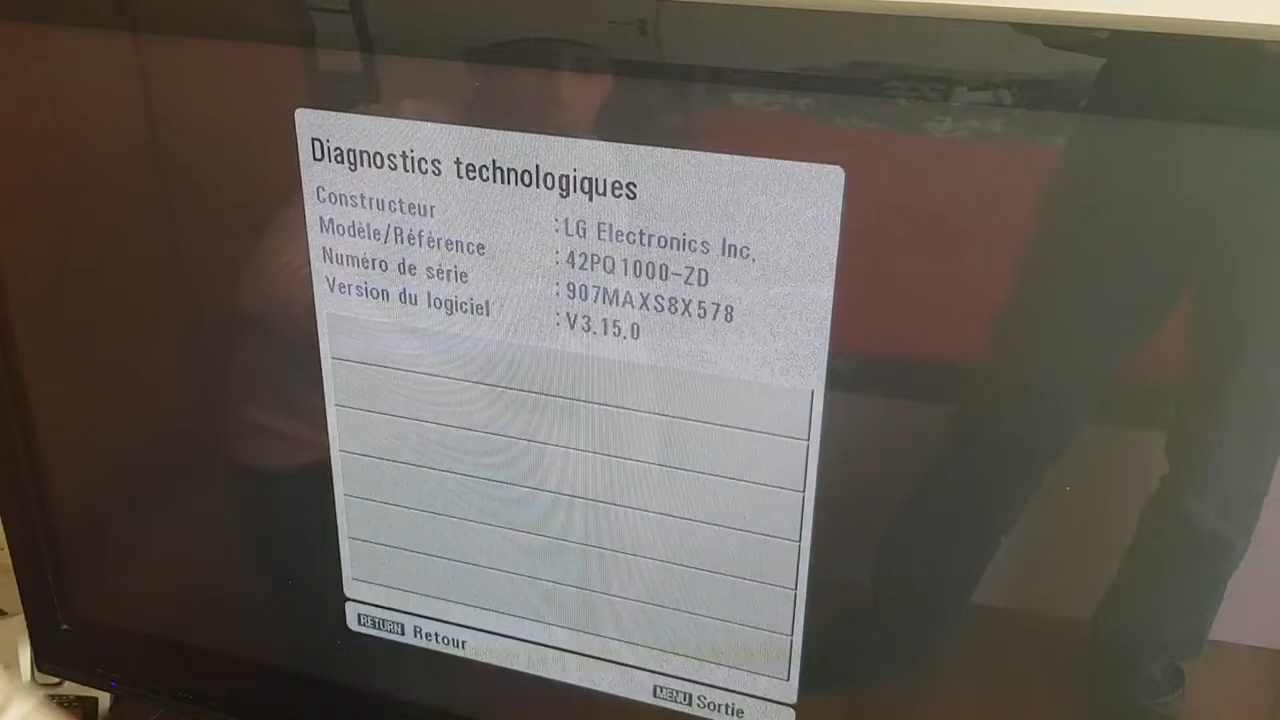 Diagnostics technologiques
Constructeur :LG Electronics Inc.
Modèle/Référence :42PQ1000-ZD
Numéro de série :907MAXS8X578
Version du logiciel :V3.15.0
RETURN Retour
MENU Sortie